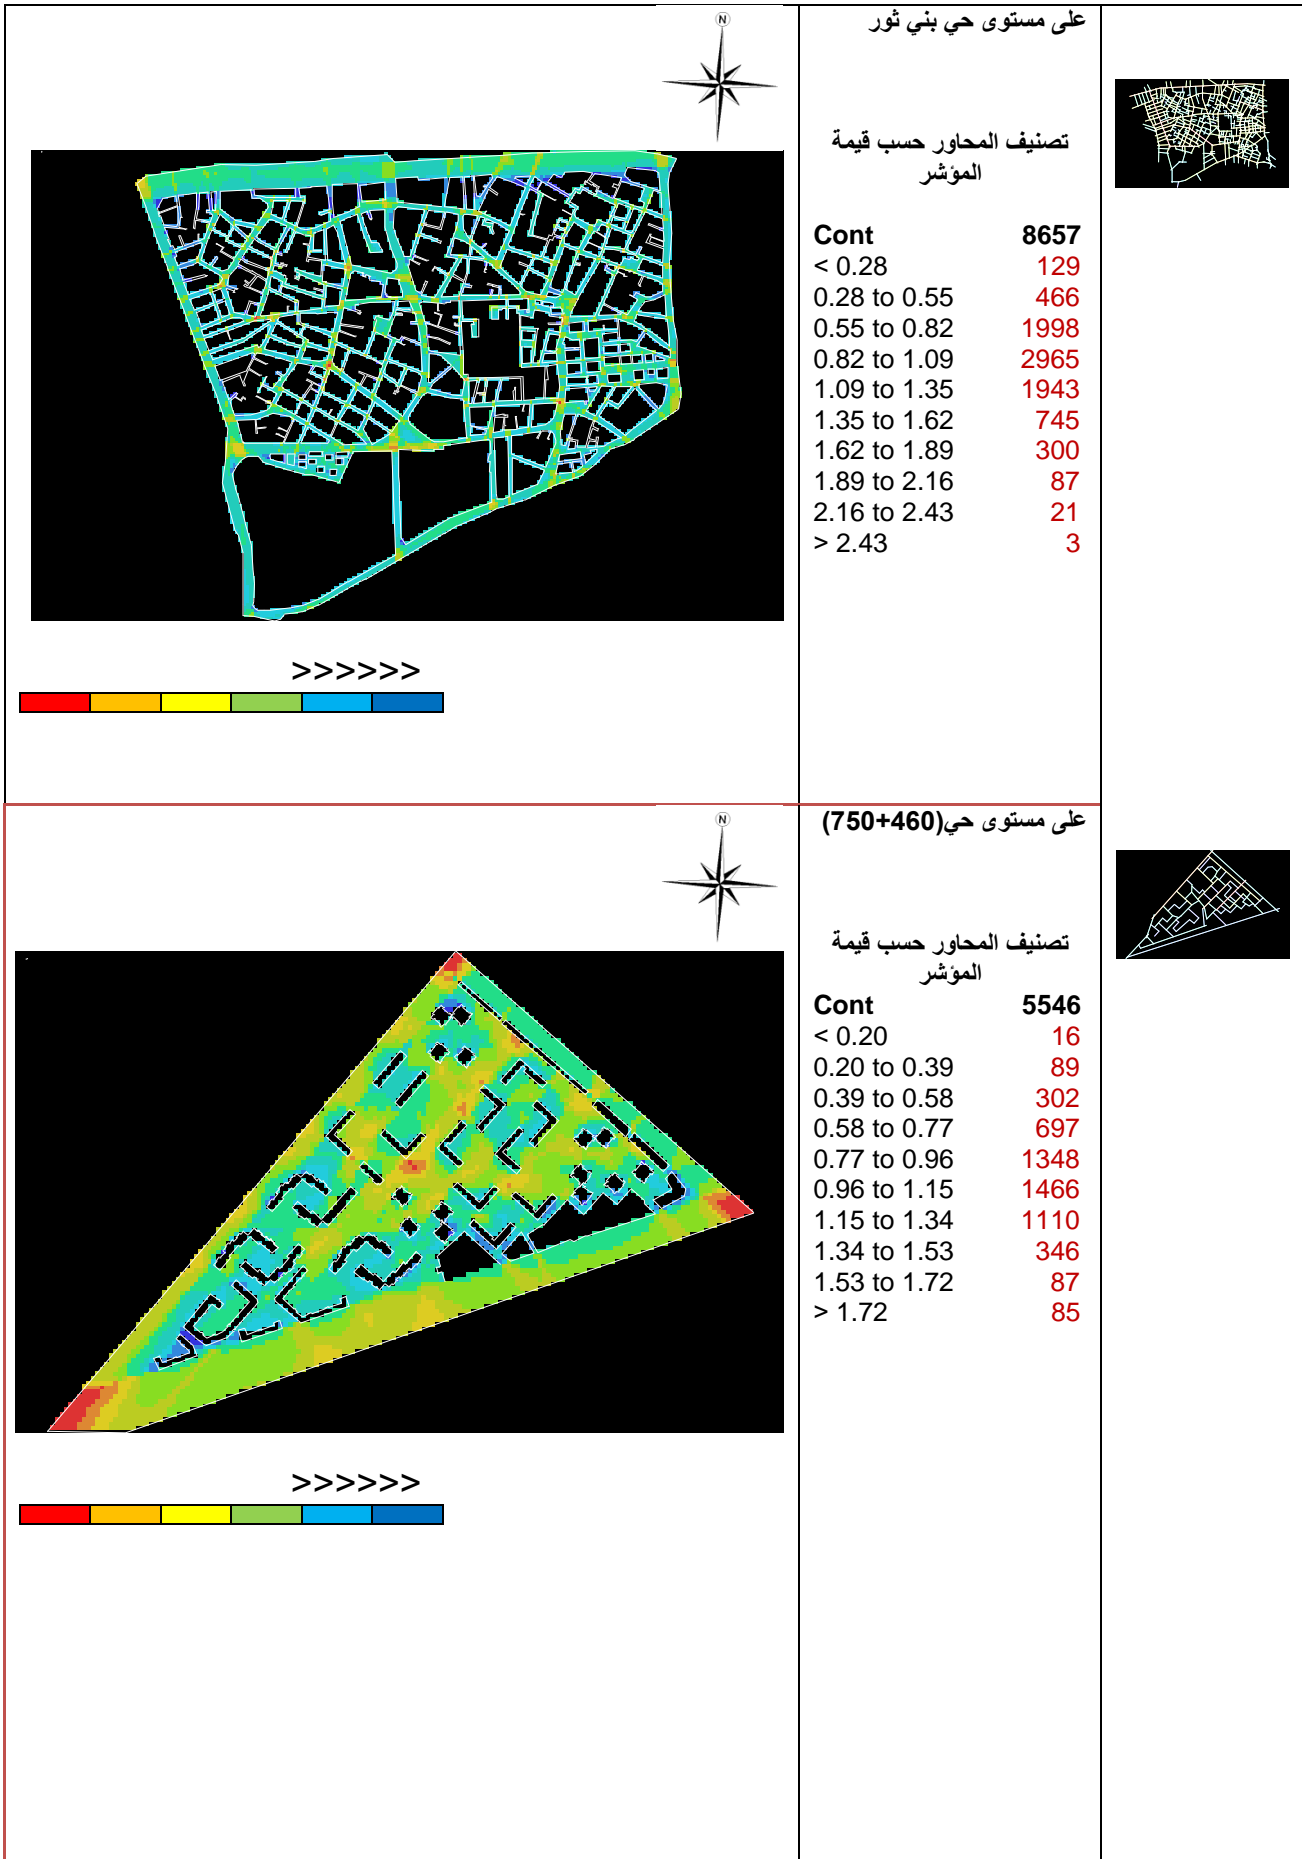 N
على مستوى حي بني ثور
تصنيف المحاور حسب قيمة
المؤشر
Cont 8657
< 0.28 129
0.28 to 0.55 466
0.55 to 0.82 1998
0.82 to 1.09 2965
1.09 to 1.35 1943
1.35 to 1.62 745
1.62 to 1.89 300
1.89 to 2.16 87
2.16 to 2.43 21
> 2.43 3
>>>>>>
N
على مستوى حي(460+750)
تصنيف المحاور حسب قيمة
المؤشر
Cont 5546
< 0.20 16
0.20 to 0.39 89
0.39 to 0.58 302
0.58 to 0.77 697
0.77 to 0.96 1348
0.96 to 1.15 1466
1.15 to 1.34 1110
1.34 to 1.53 346
1.53 to 1.72 87
> 1.72 85
>>>>>>